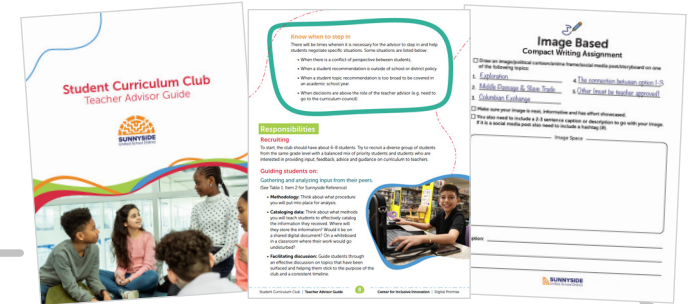 Student Curriculum Club
Teacher Advisor Guide
SUNNYSIDE
Unified School District
Know when to step in
There will be times wherein it is necessary for the advisor to step in and help
students negotiate specific situations. Some situations are listed below:
• When there is a conflict of perspective between students.
• When a student recommendation is outside of school or district policy.
• When a student topic recommendation is too broad to be covered in
an academic school year.
• When decisions are above the role of the teacher advisor (e.g. need to
go to the curriculum council).
Responsibilities
Recruiting
To start, the club should have about 6-8 students. Try to recruit a diverse group of students
from the same grade level with a balanced mix of priority students and students who are
interested in providing input, feedback, advice and guidance on curriculum to teachers.
Guiding students on:
Gathering and analyzing input from their peers.
(See Table 1, Item 2 for Sunnyside Reference)
• Methodology: Think about what procedure
you will put into place for analysis.
• Cataloging data: Think about what methods
you will teach students to effectively catalog
the information they received. Where will
they store the information? Would it be on
a shared digital document? On a whiteboard
in a classroom where their work would go
undisturbed?
• Facilitating discussion: Guide students through
an effective discussion on topics that have been
surfaced and helping them stick to the purpose of the
club and a consistent timeline.
Student Curriculum Club | Teacher Advisor Guide
Center for Inclusive Innovation | Digital Promise
Image Based
Compact Writing Assignment
Draw an image/political cartoon/anime frame/social media post/storyboard on one
of the following topics:
1. Exploration
2. Middle Passage & Slave Trade
3. Columbian Exchange
4. The connection between option 1-3
5. Other (must be teacher approved)
Make sure your image is neat, informative and has effort showcased.
You also need to include a 2-3 sentence caption or description to go with your image.
If it is a social media post also need to include a hashtag (#).
Image Space
SUNNYSIDE
Unified School District